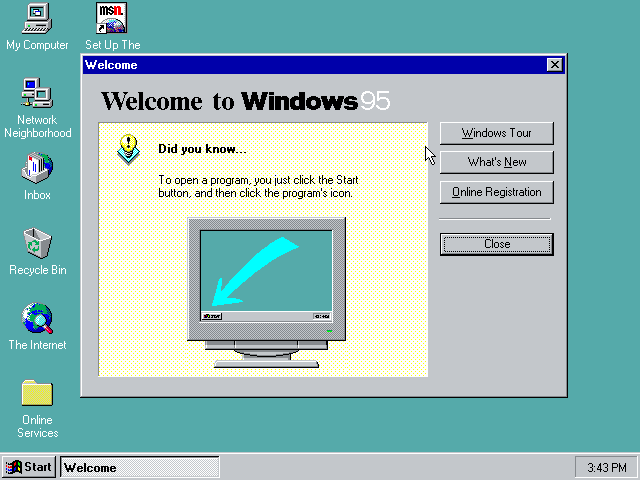 My Computer
msn.
Set Up The
Network
Neighborhood
Inbox
Recycle Bin
The Internet
Online
Services
Welcome
Welcome to Windows95
Did you know...
To open a program, you just click the Start
button, and then click the program's icon.
Windows Tour
What's New
Online Registration
Close
Start
Welcome
3:43 PM